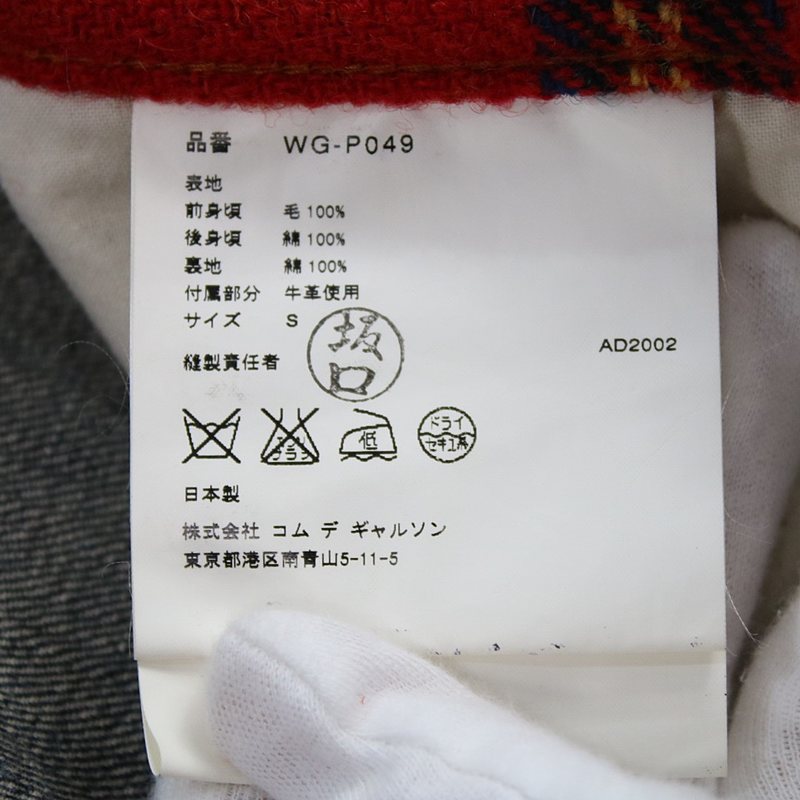 品番 WG-P049
表地
前身頃 毛 100%
後身頃 綿 100%
裏地 綿 100%
付属部分 牛革使用
サイズ S
AD2002
縫製責任者 坂口
低 ドライ
セキユ系
日本製
株式会社 コム デ ギャルソン
東京都港区南青山5-11-5